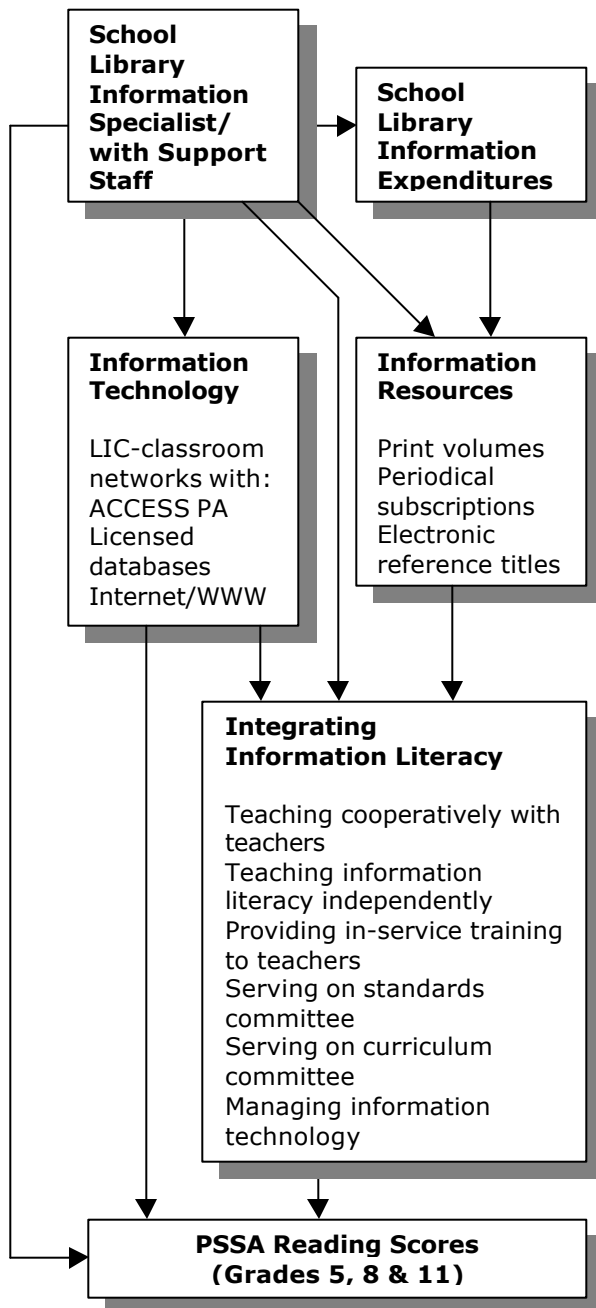 School
Library
Information
Specialist/
with Support
Staff
School
Library
Information
Expenditures
Information
Technology
LIC-classroom
networks with:
ACCESS PA
Licensed
databases
Internet/WWW
Information
Resources
Print volumes
Periodical
subscriptions
Electronic
reference titles
Integrating
Information Literacy
Teaching cooperatively with
teachers
Teaching information
literacy independently
Providing in-service training
to teachers
Serving on standards
committee
Serving on curriculum
committee
Managing information
technology
PSSA Reading Scores
(Grades 5, 8 & 11)